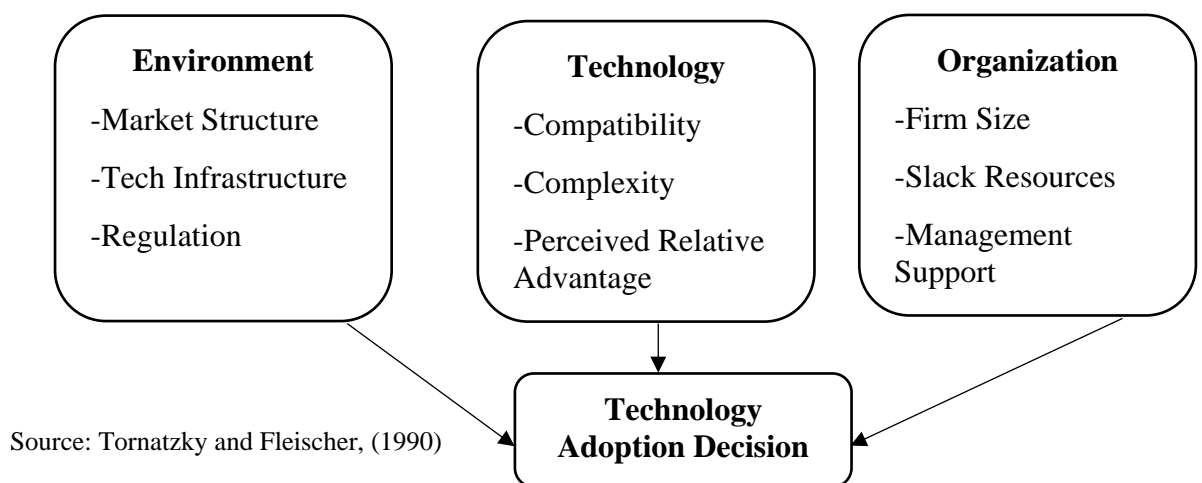 Environment
-Market Structure
-Tech Infrastructure
-Regulation
Technology
-Compatibility
-Complexity
-Perceived Relative
Advantage
Organization
-Firm Size
-Slack Resources
-Management
Support
Technology
Adoption Decision
Source: Tornatzky and Fleischer, (1990)